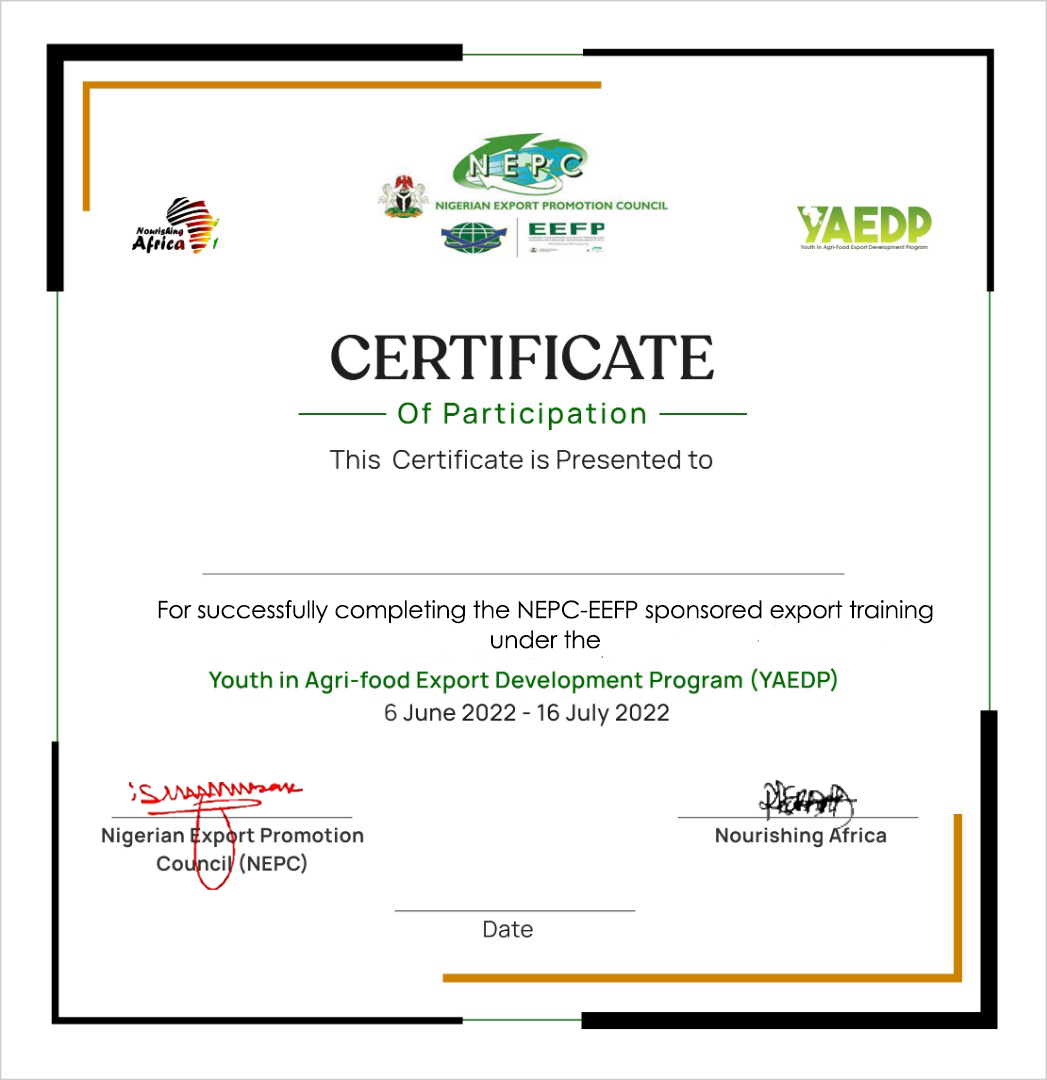 NEPC
NIGERIAN EXPORT PROMOTION COUNCIL
Nourishing
Africa
EEFP
YAEDP
Youth In Agri-Food Export Development Program
CERTIFICATE
Of Participation
This Certificate is Presented to
For successfully completing the NEPC-EEFP sponsored export training
under the
Youth in Agri-food Export Development Program (YAEDP)
6 June 2022 - 16 July 2022
Nigerian Export Promotion
Council (NEPC)
Nourishing Africa
Date